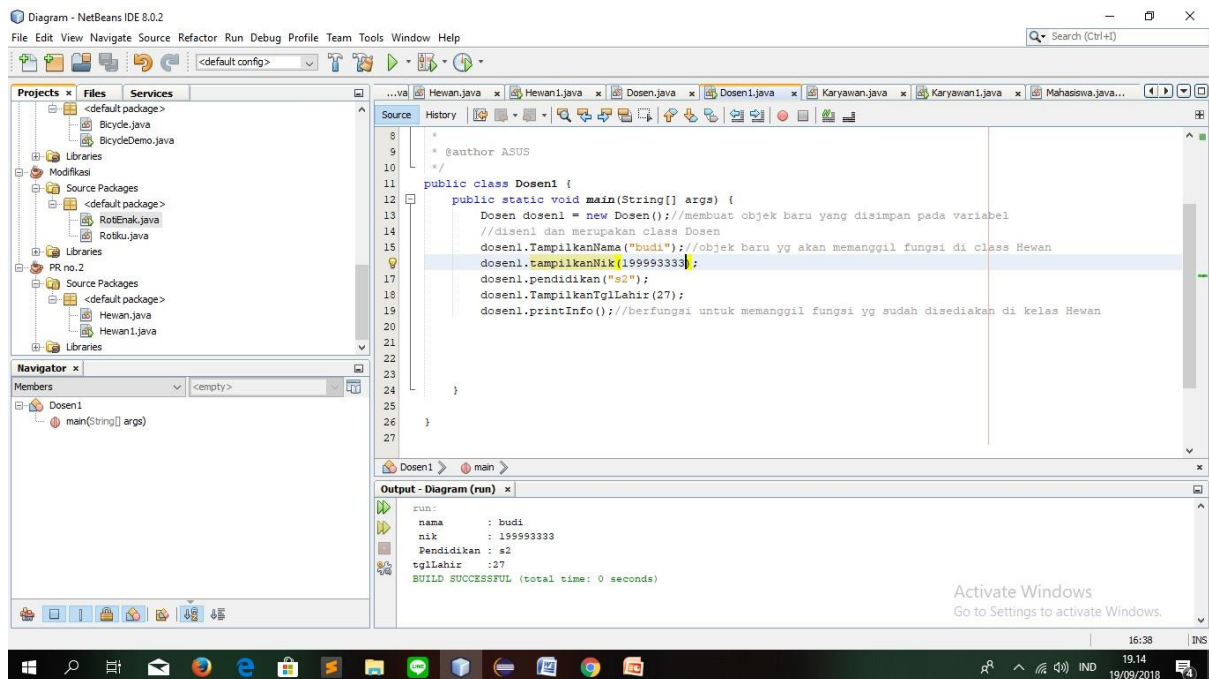 Diagram - NetBeans IDE 8.0.2
File Edit View Navigate Source Refactor Run Debug Profile Team Tools Window Help
Search (Ctrl+I)
<default config>
Projects Files Services
<default package>
Bicycle.java
BicycleDemo.java
Libraries
Modifikasi
Source Packages
<default package>
RotiEnak.java
Rotiku.java
Libraries
PR no.2
Source Packages
<default package>
Hewan.java
Hewan1.java
Libraries
Navigator
Members <empty>
Dosen1
main(String[] args)
...va Hewan.java Hewan1.java Dosen.java Dosen1.java Karyawan.java Karyawan1.java Mahasiswa.java...
Source History
8 *
9 * @author ASUS
10 */
11 public class Dosen1 {
12 public static void main(String[] args) {
13 Dosen dosen1 = new Dosen();//membuat objek baru yang disimpan pada variabel
14 //disen1 dan merupakan class Dosen
15 dosen1.TampilkanNama("budi");//objek baru yg akan memanggil fungsi di class Hewan
dosen1.tampilkanNik(199993333);
17 dosen1.pendidikan("s2");
18 dosen1.TampilkanTglLahir(27);
19 dosen1.printInfo();//berfungsi untuk memanggil fungsi yg sudah disediakan di kelas Hewan
20
21
22
23
24 }
25
26 }
27
Dosen1 main
Output - Diagram (run)
run:
nama : budi
nik : 199993333
Pendidikan : s2
tglLahir :27
BUILD SUCCESSFUL (total time: 0 seconds)
Activate Windows
Go to Settings to activate Windows.
16:38 INS
IND
19.14
19/09/2018
4